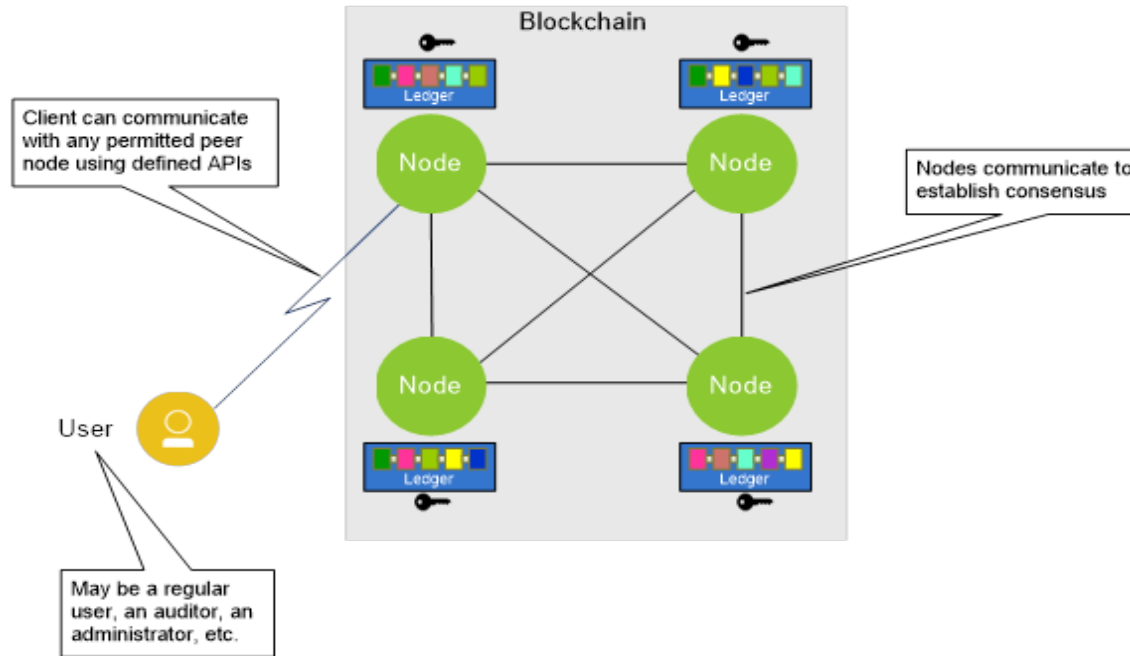 Blockchain
Ledger
Ledger
Client can communicate
with any permitted peer
node using defined APIs
Node
Node
Nodes communicate to
establish consensus
Node
Node
User
Ledger
Ledger
May be a regular
user, an auditor, an
administrator, etc.